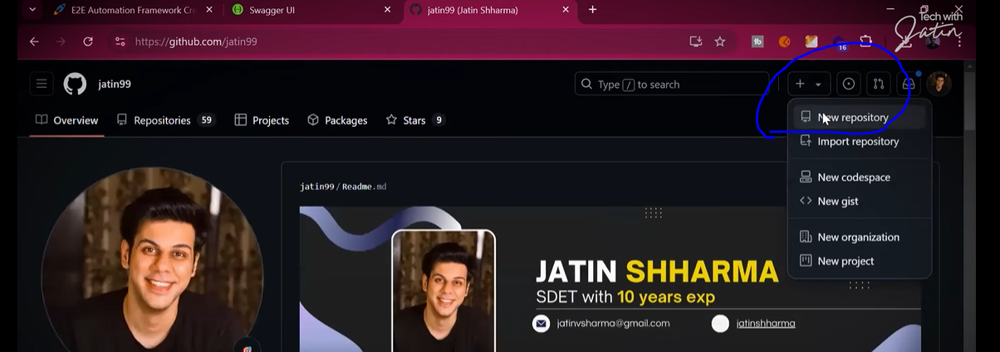 E2E Automation Framework Cr
Swagger UI
jatin99 (Jatin Shharma)
Tech with
Jatin
https://github.com/jatin99
16
jatin99
Type / to search
Overview
Repositories 59
Projects
Packages
Stars 9
New repository
Import repository
New codespace
New gist
New organization
New project
jatin99/Readme.md
JATIN SHHARMA
SDET with 10 years exp
jatinvsharma@gmail.com
jatinshharma